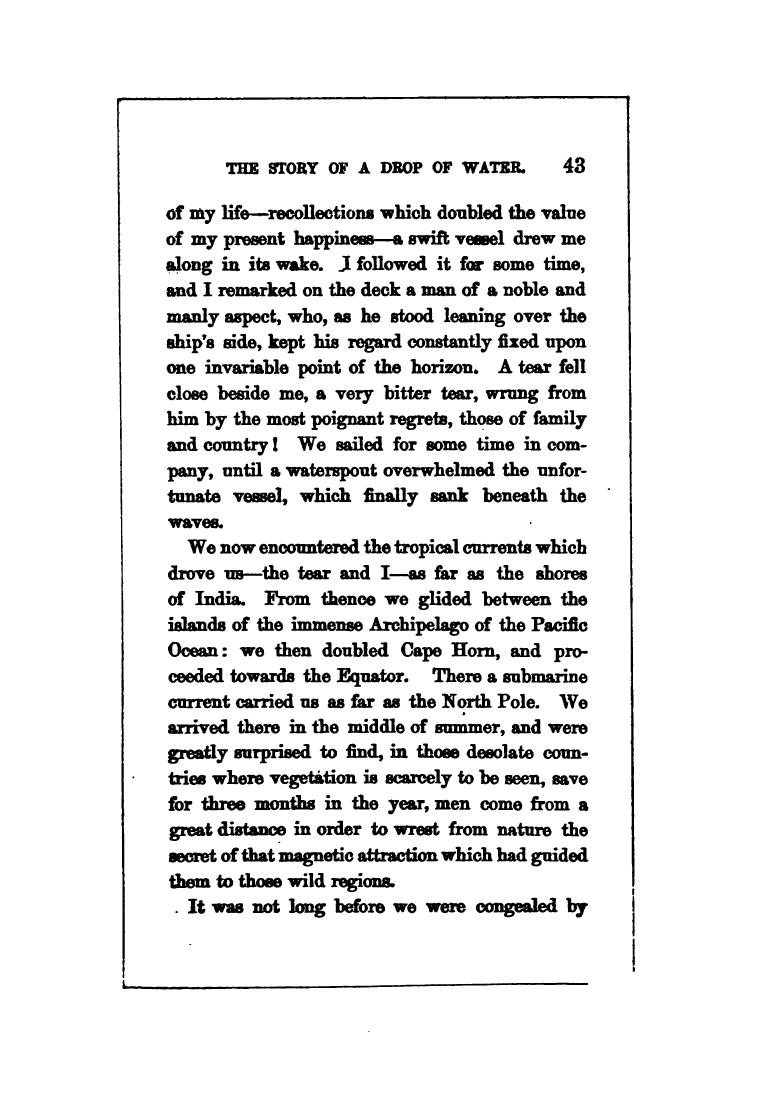 THE STORY OF A DROP OF WATER. 43
of my life—recollections which doubled the value
of my present happiness—a swift vessel drew me
along in its wake. I followed it for some time,
and I remarked on the deck a man of a noble and
manly aspect, who, as he stood leaning over the
ship's side, kept his regard constantly fixed upon
one invariable point of the horizon. A tear fell
close beside me, a very bitter tear, wrung from
him by the most poignant regrets, those of family
and country! We sailed for some time in com-
pany, until a waterspout overwhelmed the unfor-
tunate vessel, which finally sank beneath the
waves.
We now encountered the tropical currents which
drove us—the tear and I—as far as the shores
of India. From thence we glided between the
islands of the immense Archipelago of the Pacific
Ocean: we then doubled Cape Horn, and pro-
ceeded towards the Equator. There a submarine
current carried us as far as the North Pole. We
arrived there in the middle of summer, and were
greatly surprised to find, in those desolate coun-
tries where vegetation is scarcely to be seen, save
for three months in the year, men come from a
great distance in order to wrest from nature the
secret of that magnetic attraction which had guided
them to those wild regions.
It was not long before we were congealed by